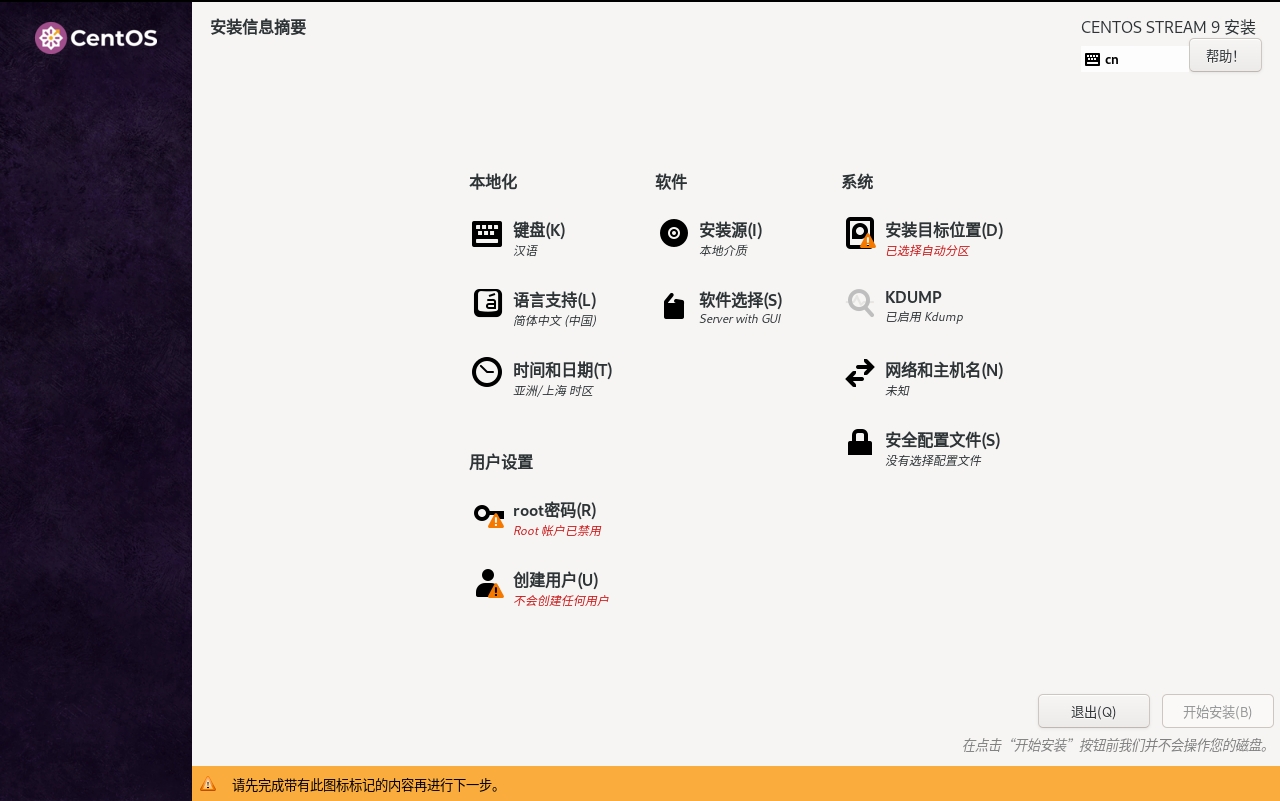 CentOS
安装信息摘要
CENTOS STREAM 9 安装
cn
帮助！
本地化
键盘(K)
汉语
语言支持(L)
简体中文 (中国)
时间和日期(T)
亚洲/上海 时区
软件
安装源(I)
本地介质
软件选择(S)
Server with GUI
系统
安装目标位置(D)
已选择自动分区
KDUMP
已启用 Kdump
网络和主机名(N)
未知
安全配置文件(S)
没有选择配置文件
用户设置
root密码(R)
Root 帐户已禁用
创建用户(U)
不会创建任何用户
退出(Q)
开始安装(B)
在点击“开始安装”按钮前我们并不会操作您的磁盘。
请先完成带有此图标标记的内容再进行下一步。